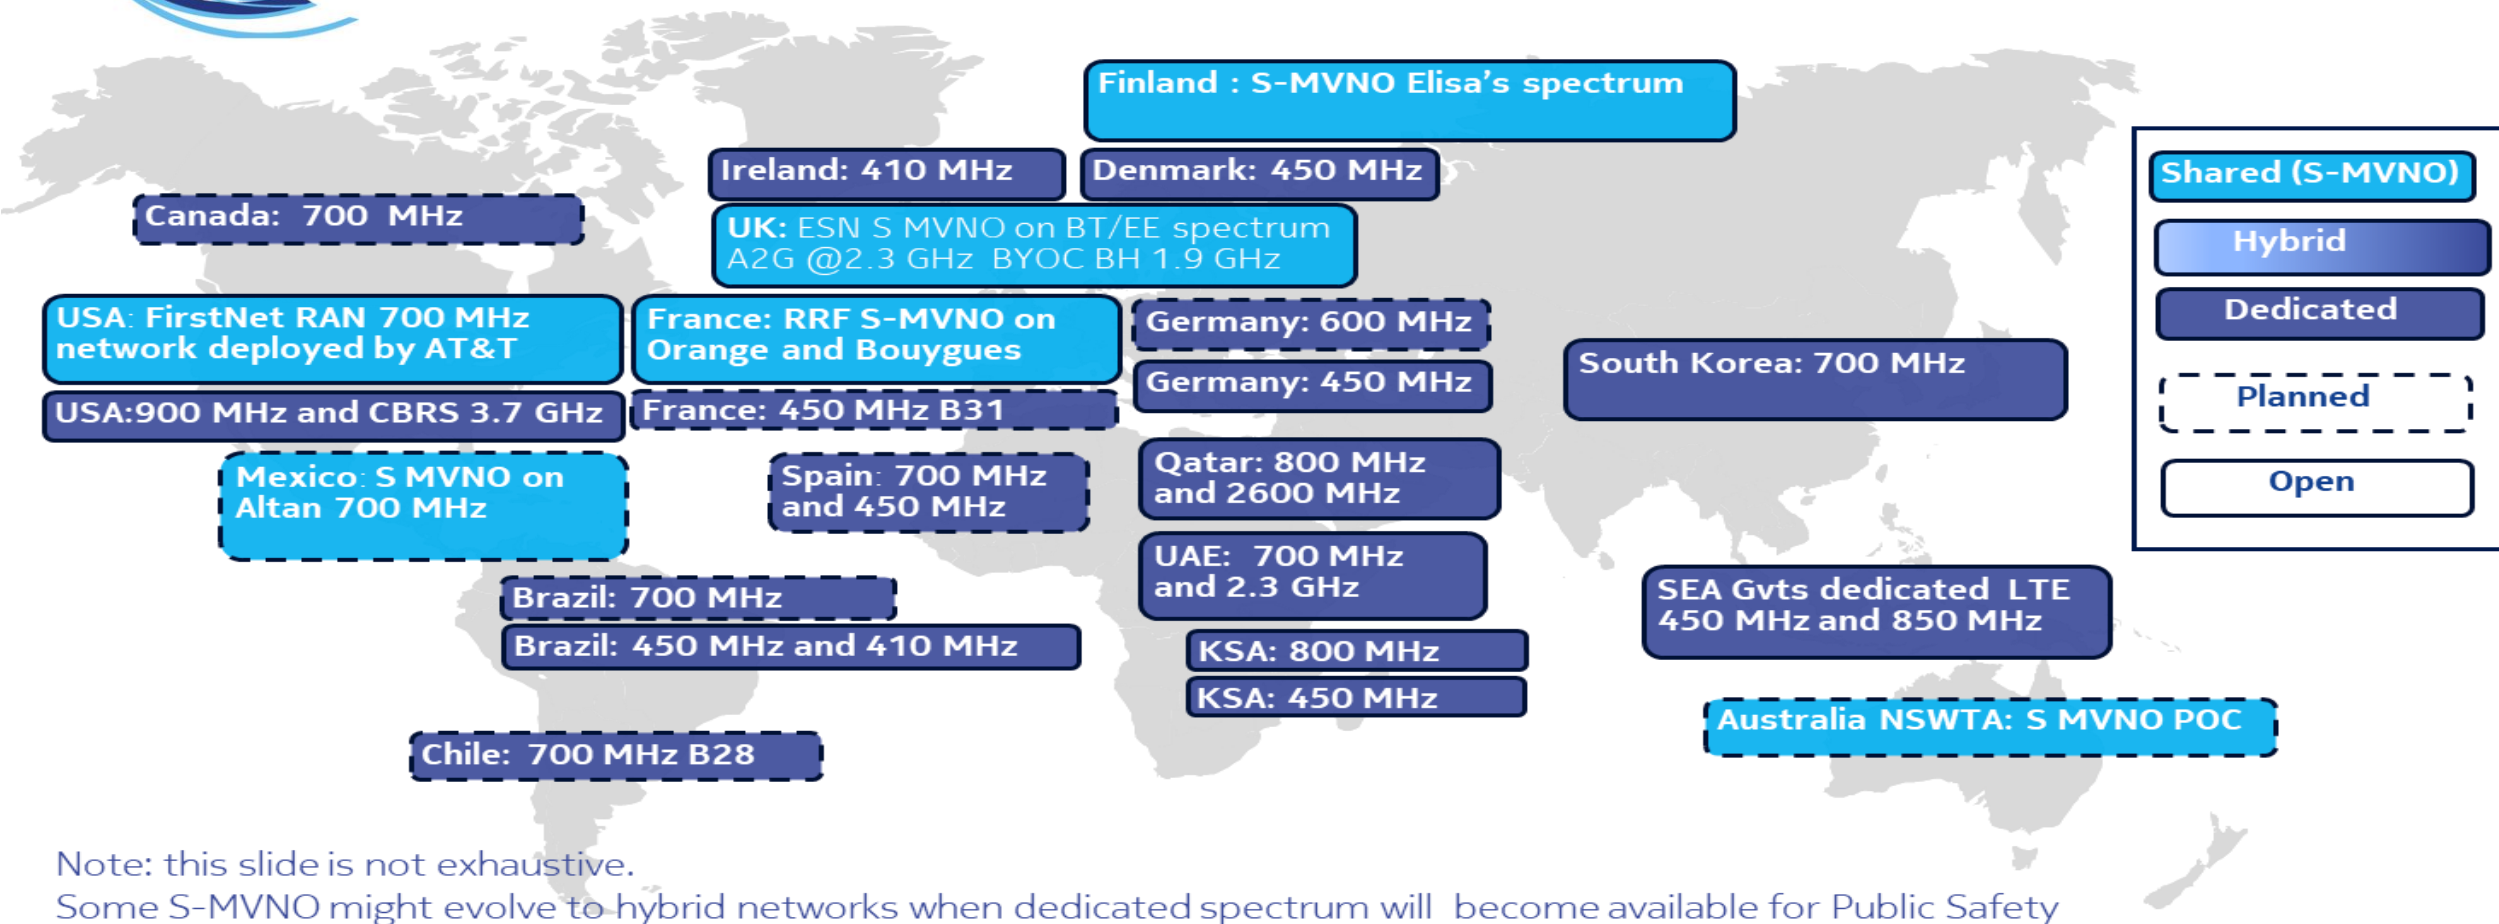 Finland : S-MVNO Elisa's spectrum
Ireland: 410 MHz
Denmark: 450 MHz
Canada: 700 MHz
UK: ESN S MVNO on BT/EE spectrum
A2G @2.3 GHz BYOC BH 1.9 GHz
USA: FirstNet RAN 700 MHz
network deployed by AT&T
France: RRF S-MVNO on
Orange and Bouygues
Germany: 600 MHz
Germany: 450 MHz
South Korea: 700 MHz
USA:900 MHz and CBRS 3.7 GHz
France: 450 MHz B31
Mexico: S MVNO on
Altan 700 MHz
Spain: 700 MHz
and 450 MHz
Qatar: 800 MHz
and 2600 MHz
UAE: 700 MHz
and 2.3 GHz
Brazil: 700 MHz
Brazil: 450 MHz and 410 MHz
SEA Gvts dedicated LTE
450 MHz and 850 MHz
KSA: 800 MHz
KSA: 450 MHz
Australia NSWTA: S MVNO POC
Chile: 700 MHz B28
Shared (S-MVNO)
Hybrid
Dedicated
Planned
Open
Note: this slide is not exhaustive.
Some S-MVNO might evolve to hybrid networks when dedicated spectrum will become available for Public Safety